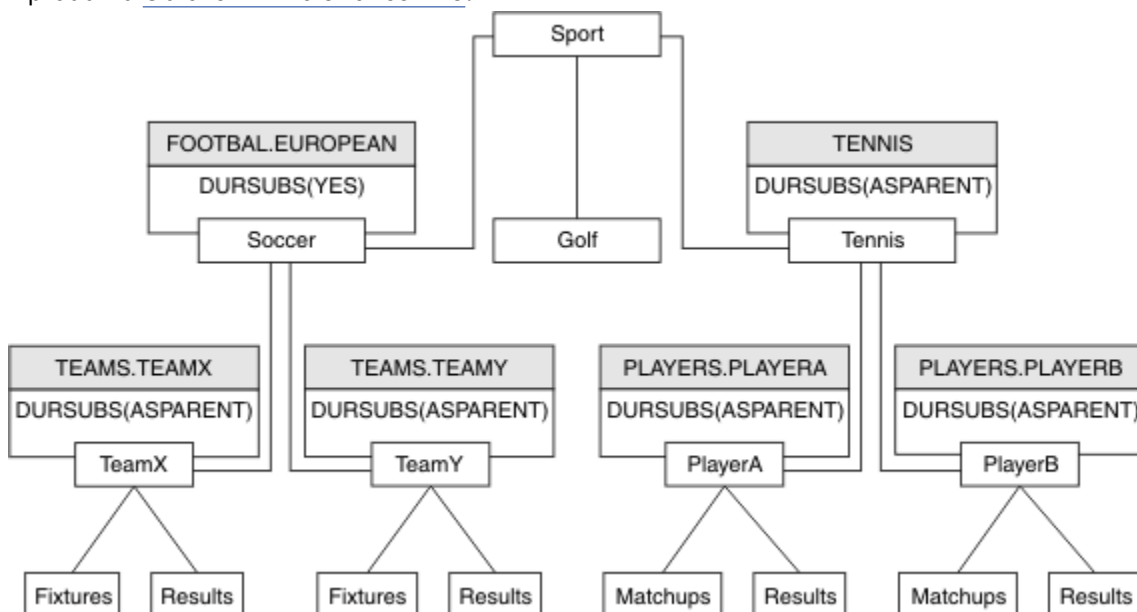 Sport
FOOTBAL.EUROPEAN
TENNIS
DURSUBS(YES)
DURSUBS(ASPARENT)
Soccer
Golf
Tennis
TEAMS.TEAMX
TEAMS.TEAMY
PLAYERS.PLAYERA
PLAYERS.PLAYERB
DURSUBS(ASPARENT)
DURSUBS(ASPARENT)
DURSUBS(ASPARENT)
DURSUBS(ASPARENT)
TeamX
TeamY
PlayerA
PlayerB
Fixtures
Results
Fixtures
Results
Matchups
Results
Matchups
Results